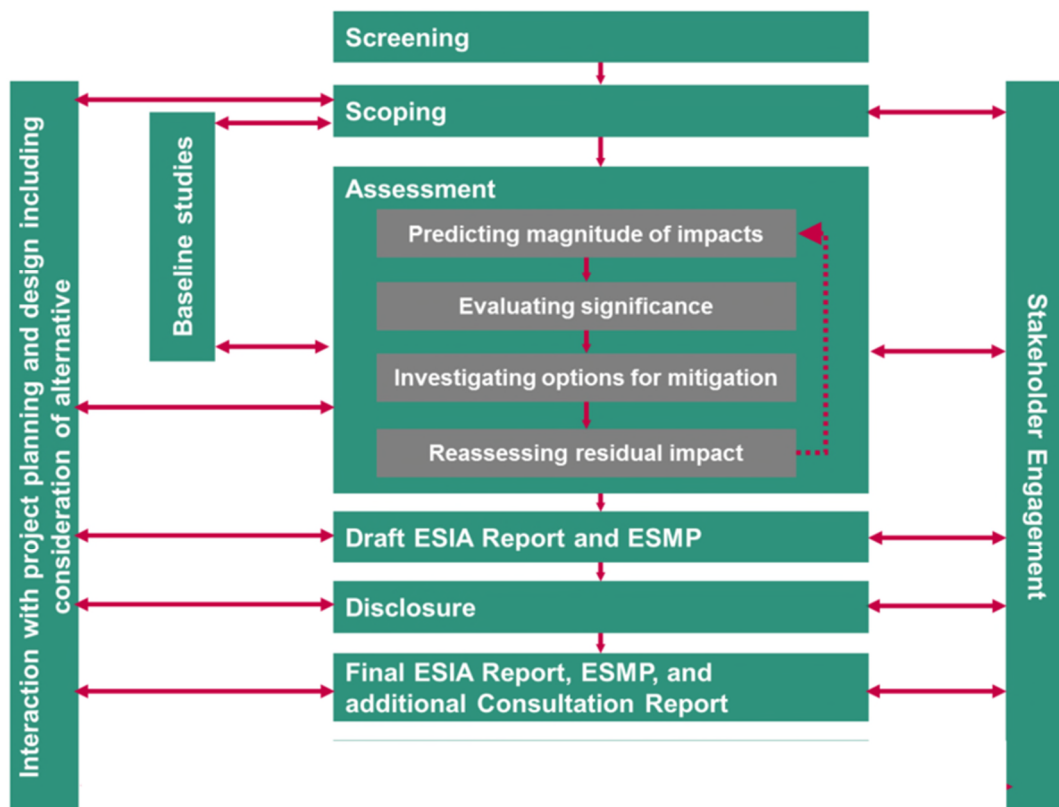 Screening
Scoping
Assessment
Predicting magnitude of impacts
Evaluating significance
Investigating options for mitigation
Reassessing residual impact
Draft ESIA Report and ESMP
Disclosure
Final ESIA Report, ESMP, and
additional Consultation Report
Interaction with project planning and design including
consideration of alternative
Baseline studies
Stakeholder Engagement